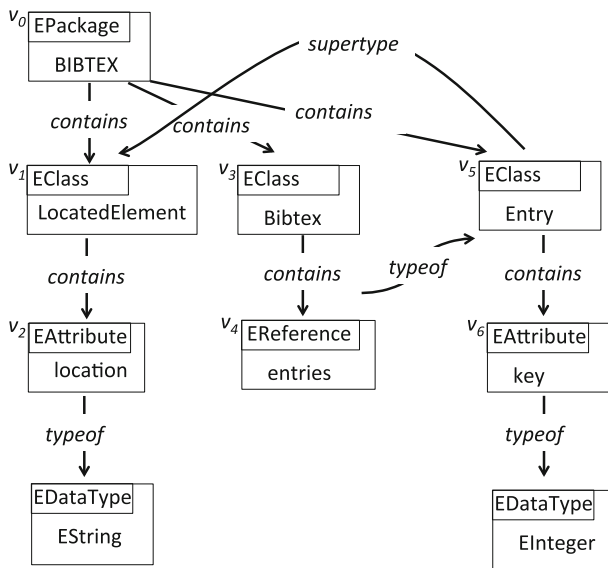 v0
EPackage
BIBTEX
supertype
contains
contains
contains
v1
EClass
LocatedElement
v3
EClass
Bibtex
v5
EClass
Entry
contains
contains
typeof
contains
v2
EAttribute
location
v4
EReference
entries
v6
EAttribute
key
typeof
typeof
EDataType
EString
EDataType
EInteger